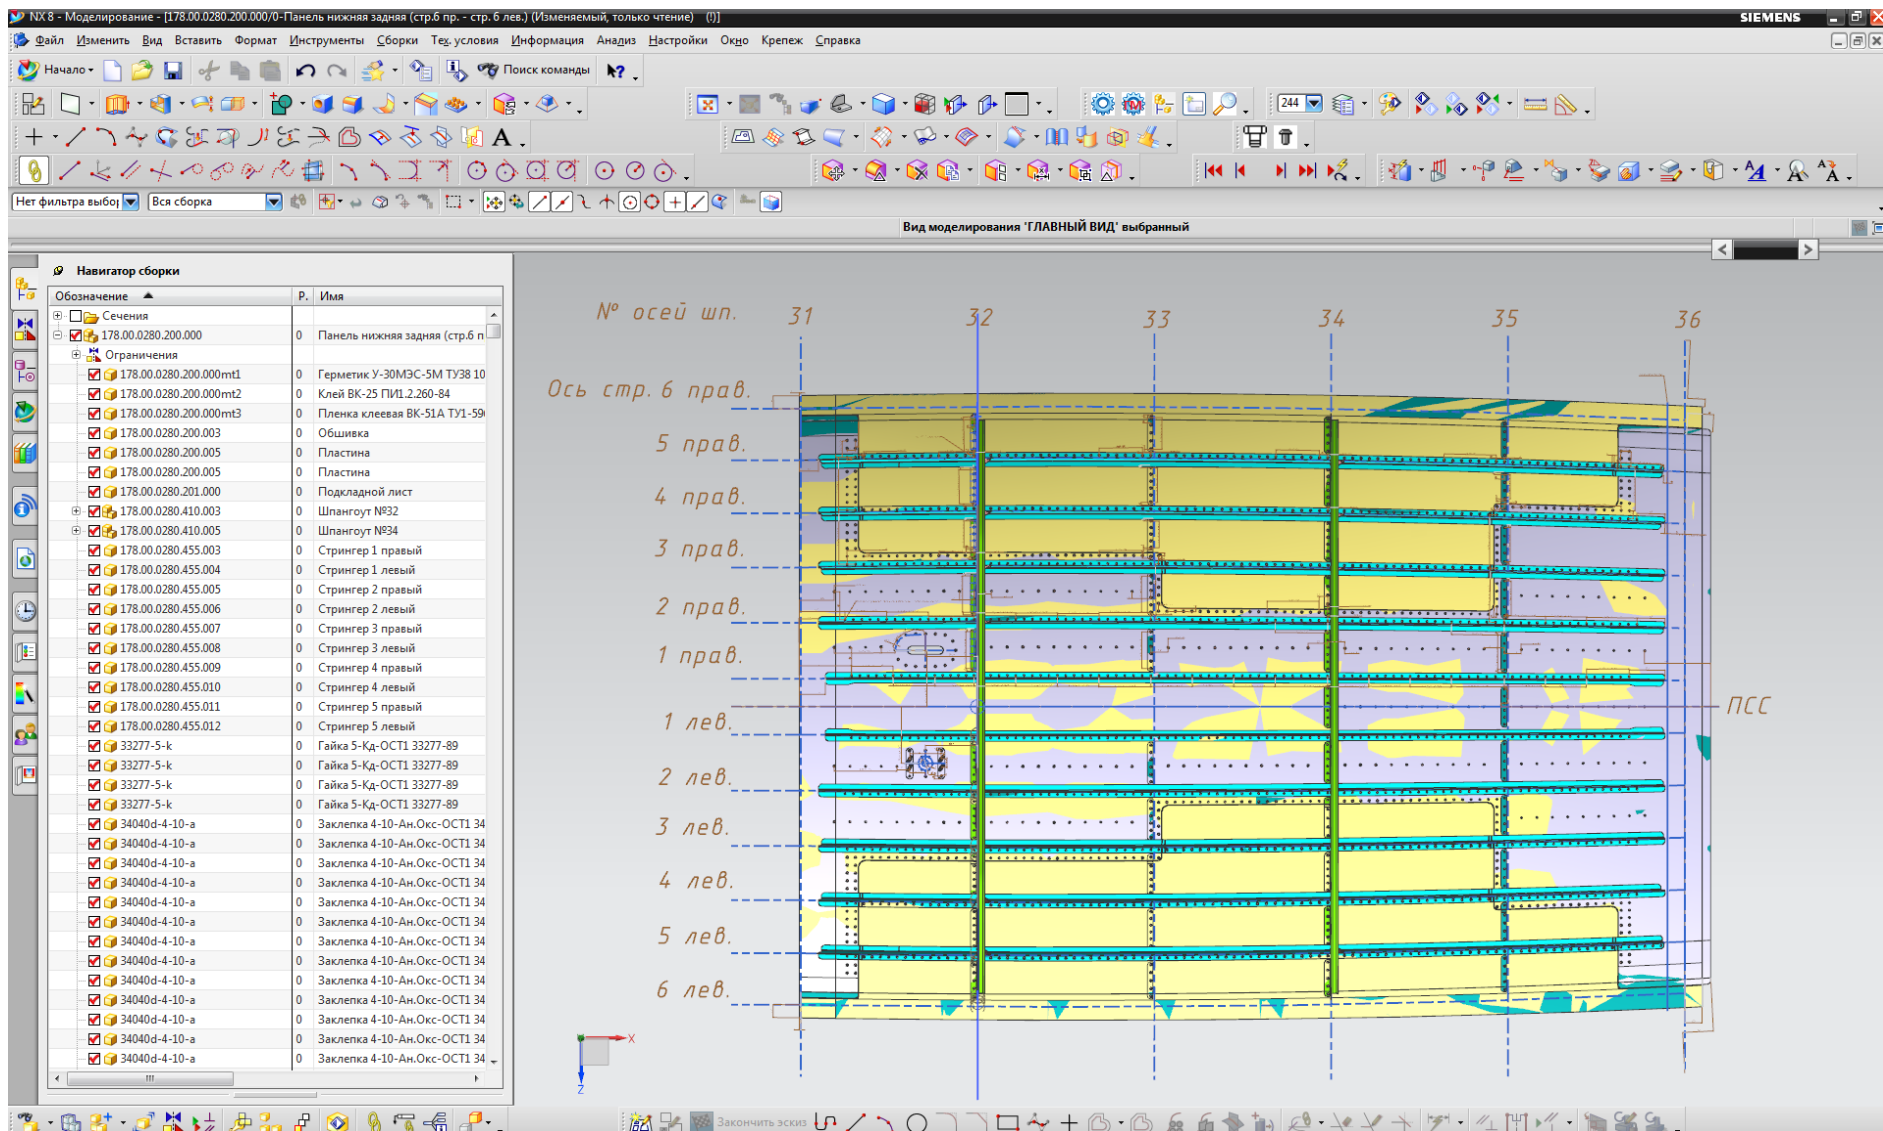 NX 8 - Моделирование - [178.00.0280.200.000/0-Панель нижняя задняя (стр.6 пр. - стр. 6 лев.) (Изменяемый, только чтение) (!)]
SIEMENS
Файл Изменить Вид Вставить Формат Инструменты Сборки Тех. условия Информация Анализ Настройки Окно Крепеж Справка
Начало
Поиск команды
244
Вся сборка
Вид моделирования 'ГЛАВНЫЙ ВИД' выбранный
Навигатор сборки
Обозначение Р. Имя
Сечения
178.00.0280.200.000 0 Панель нижняя задняя (стр.6 п
Ограничения
178.00.0280.200.000mt1 0 Герметик У-30МЭС-5М ТУ38 10
178.00.0280.200.000mt2 0 Клей ВК-25 ПИ1.2.260-84
178.00.0280.200.000mt3 0 Пленка клеевая ВК-51А ТУ1-59
178.00.0280.200.003 0 Обшивка
178.00.0280.200.005 0 Пластина
178.00.0280.200.005 0 Пластина
178.00.0280.201.000 0 Подкладной лист
178.00.0280.410.003 0 Шпангоут №32
178.00.0280.410.005 0 Шпангоут №34
178.00.0280.455.003 0 Стрингер 1 правый
178.00.0280.455.004 0 Стрингер 1 левый
178.00.0280.455.005 0 Стрингер 2 правый
178.00.0280.455.006 0 Стрингер 2 левый
178.00.0280.455.007 0 Стрингер 3 правый
178.00.0280.455.008 0 Стрингер 3 левый
178.00.0280.455.009 0 Стрингер 4 правый
178.00.0280.455.010 0 Стрингер 4 левый
178.00.0280.455.011 0 Стрингер 5 правый
178.00.0280.455.012 0 Стрингер 5 левый
33277-5-k 0 Гайка 5-Кд-ОСТ1 33277-89
33277-5-k 0 Гайка 5-Кд-ОСТ1 33277-89
33277-5-k 0 Гайка 5-Кд-ОСТ1 33277-89
33277-5-k 0 Гайка 5-Кд-ОСТ1 33277-89
34040d-4-10-a 0 Заклепка 4-10-Ан.Окс-ОСТ1 34
34040d-4-10-a 0 Заклепка 4-10-Ан.Окс-ОСТ1 34
34040d-4-10-a 0 Заклепка 4-10-Ан.Окс-ОСТ1 34
34040d-4-10-a 0 Заклепка 4-10-Ан.Окс-ОСТ1 34
34040d-4-10-a 0 Заклепка 4-10-Ан.Окс-ОСТ1 34
34040d-4-10-a 0 Заклепка 4-10-Ан.Окс-ОСТ1 34
34040d-4-10-a 0 Заклепка 4-10-Ан.Окс-ОСТ1 34
34040d-4-10-a 0 Заклепка 4-10-Ан.Окс-ОСТ1 34
34040d-4-10-a 0 Заклепка 4-10-Ан.Окс-ОСТ1 34
34040d-4-10-a 0 Заклепка 4-10-Ан.Окс-ОСТ1 34
34040d-4-10-a 0 Заклепка 4-10-Ан.Окс-ОСТ1 34
34040d-4-10-a 0 Заклепка 4-10-Ан.Окс-ОСТ1 34
34040d-4-10-a 0 Заклепка 4-10-Ан.Окс-ОСТ1 34
№ осей шп. 31 32 33 34 35 36
Ось стр. 6 прав.
5 прав.
4 прав.
3 прав.
2 прав.
1 прав.
ПСС
1 лев.
2 лев.
3 лев.
4 лев.
5 лев.
6 лев.
X
Z
Закончить эскиз